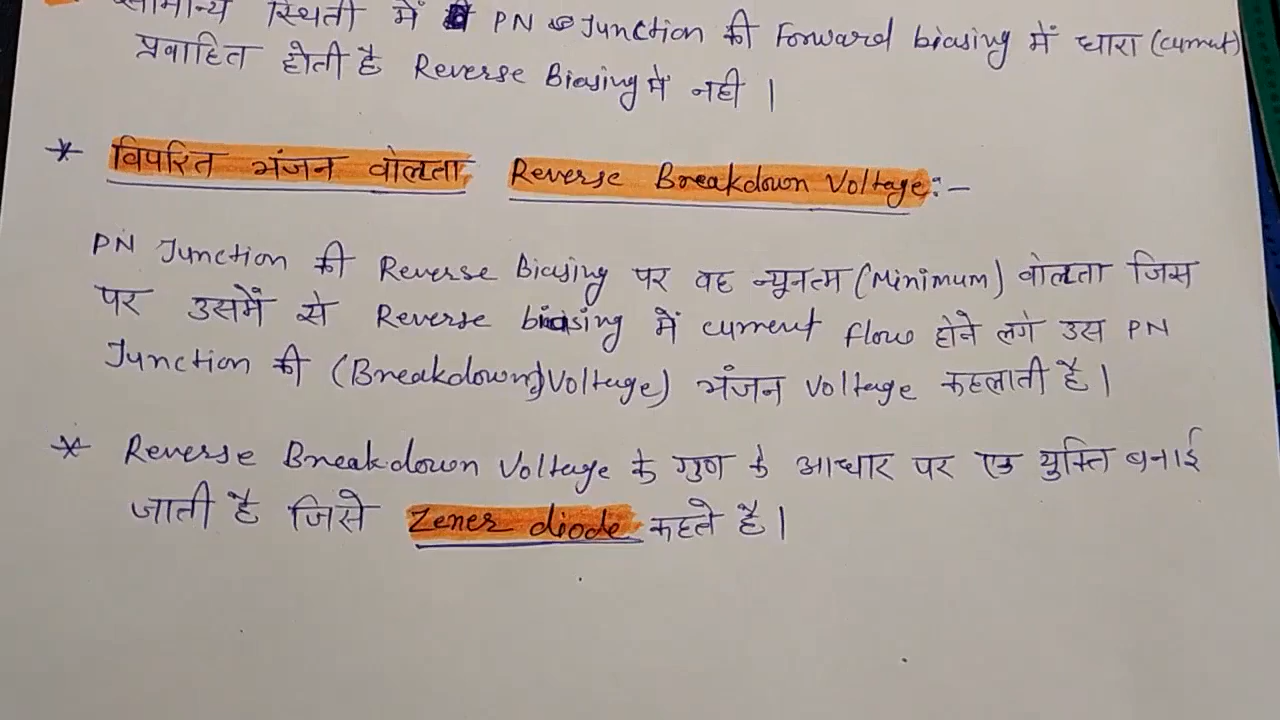 सामान्य स्थिती में PN Junction की Forward biasing में धारा (current)
प्रवाहित होती है Reverse Biasing में नही ।
* विपरित भंजन वोल्टता Reverse Breakdown Voltage:-
PN Junction की Reverse Biasing पर वह न्यूनत्म (Minimum) वोल्टता जिस
पर उसमें से Reverse biasing में current flow होने लगे उस PN
Junction की (Breakdown Voltage) भंजन Voltage कहलाती है ।
* Reverse Breakdown Voltage के गुण के आधार पर एक युक्ति बनाई
जाती है जिसे Zener diode कहते है ।